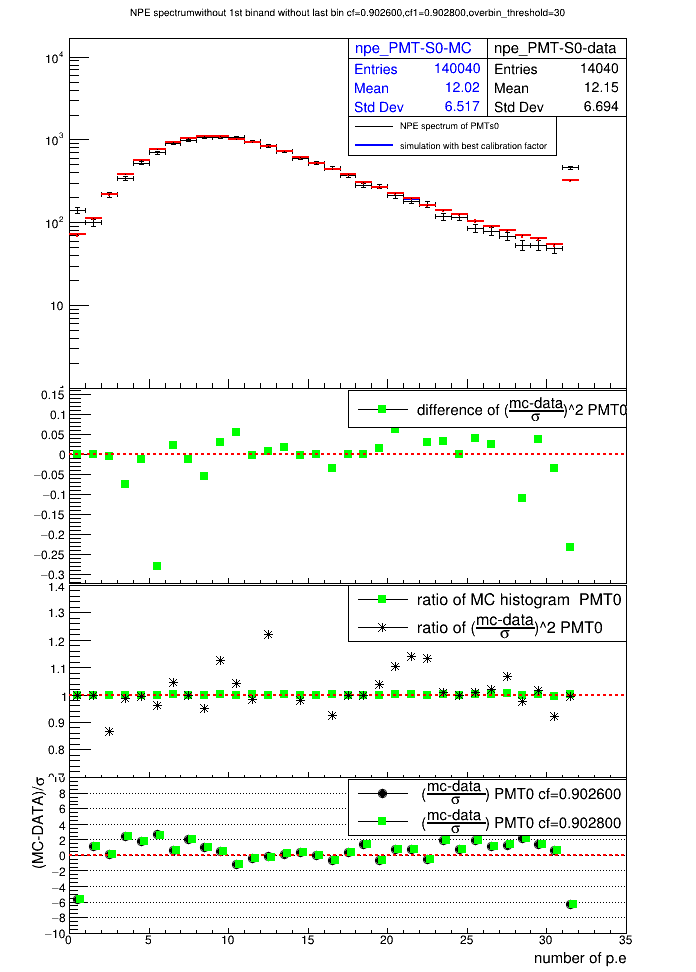 NPE spectrumwithout 1st binand without last bin cf=0.902600,cf1=0.902800,overbin_threshold=30
npe_PMT-S0-MC npe_PMT-S0-data
Entries 140040 Entries 14040
Mean 12.02 Mean 12.15
Std Dev 6.517 Std Dev 6.694
NPE spectrum of PMTs0
simulation with best calibration factor
10^4
10^3
10^2
10
difference of (mc-data/σ)^2 PMT0
0.15
0.1
0.05
0
−0.05
−0.1
−0.15
−0.2
−0.25
−0.3
ratio of MC histogram PMT0
ratio of (mc-data/σ)^2 PMT0
1.4
1.3
1.2
1.1
1
0.9
0.8
(mc-data/σ) PMT0 cf=0.902600
(mc-data/σ) PMT0 cf=0.902800
(MC-DATA)/σ
8
6
4
2
0
−2
−4
−6
−8
−10
0 5 10 15 20 25 30 35
number of p.e